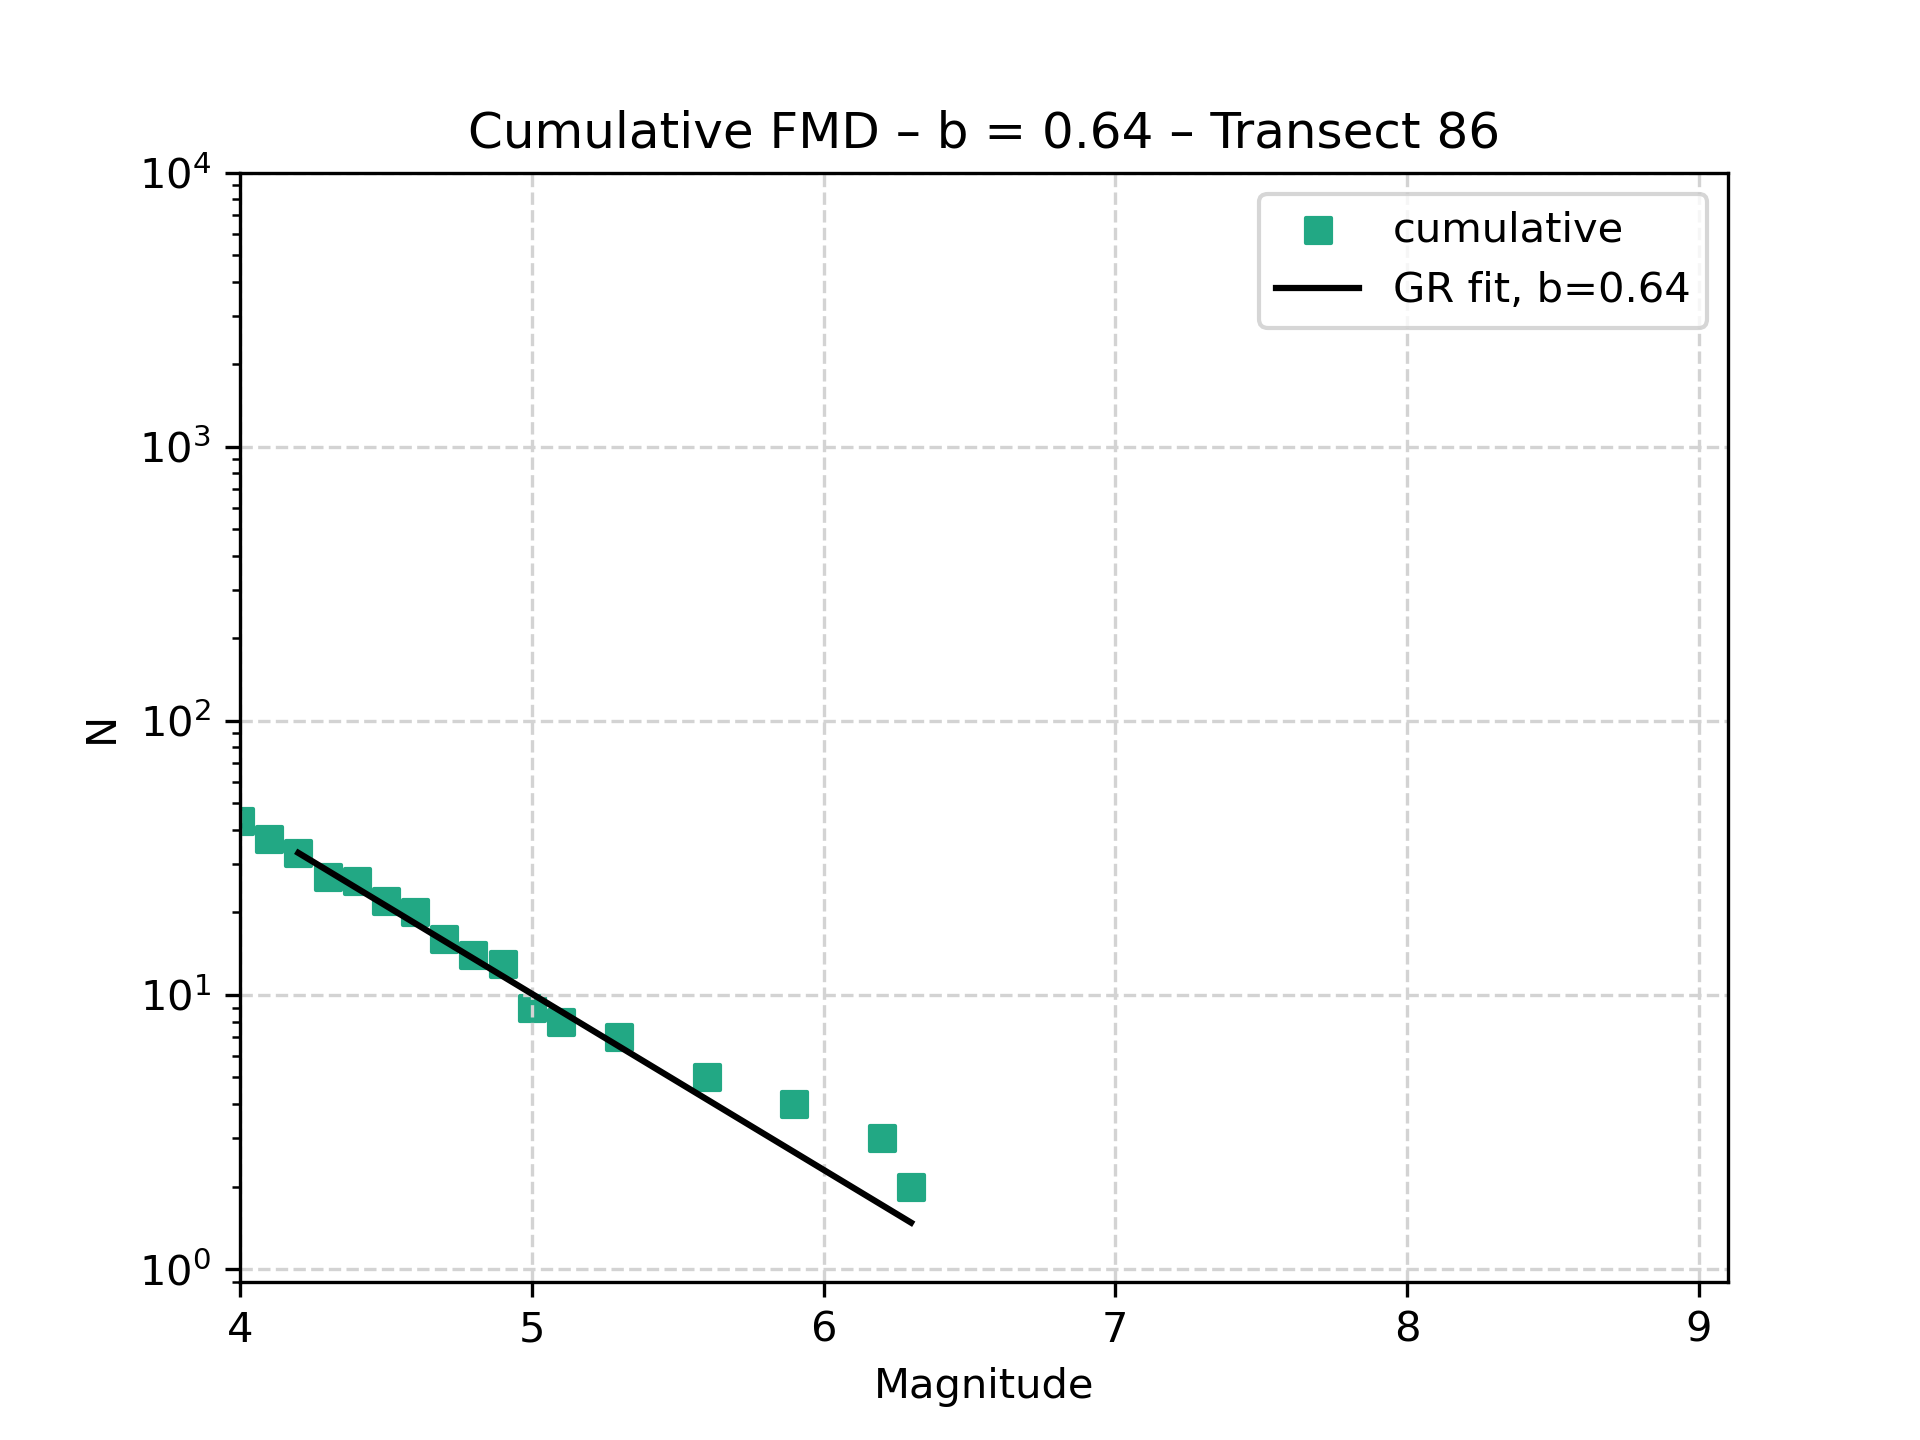 Cumulative FMD – b = 0.64 – Transect 86
cumulative
GR fit, b=0.64
10⁴
10³
10²
10¹
10⁰
N
4 5 6 7 8 9
Magnitude